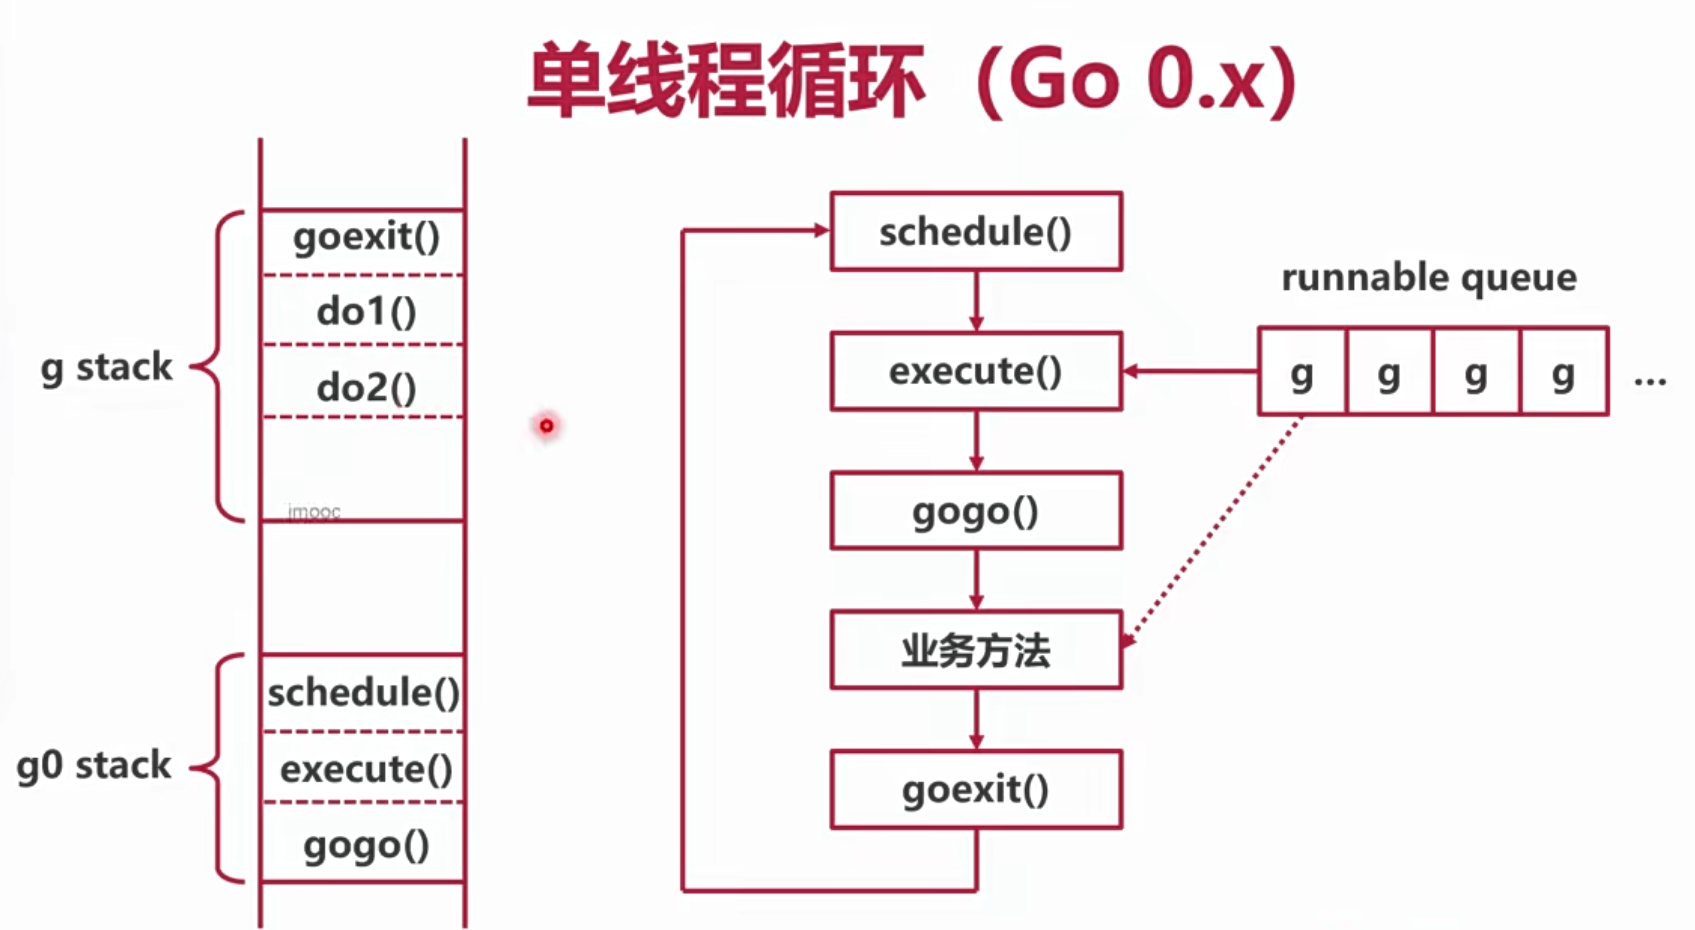 单线程循环（Go 0.x）
g stack
goexit()
do1()
do2()
imooc
g0 stack
schedule()
execute()
gogo()
schedule()
execute()
gogo()
业务方法
goexit()
runnable queue
g g g g ...